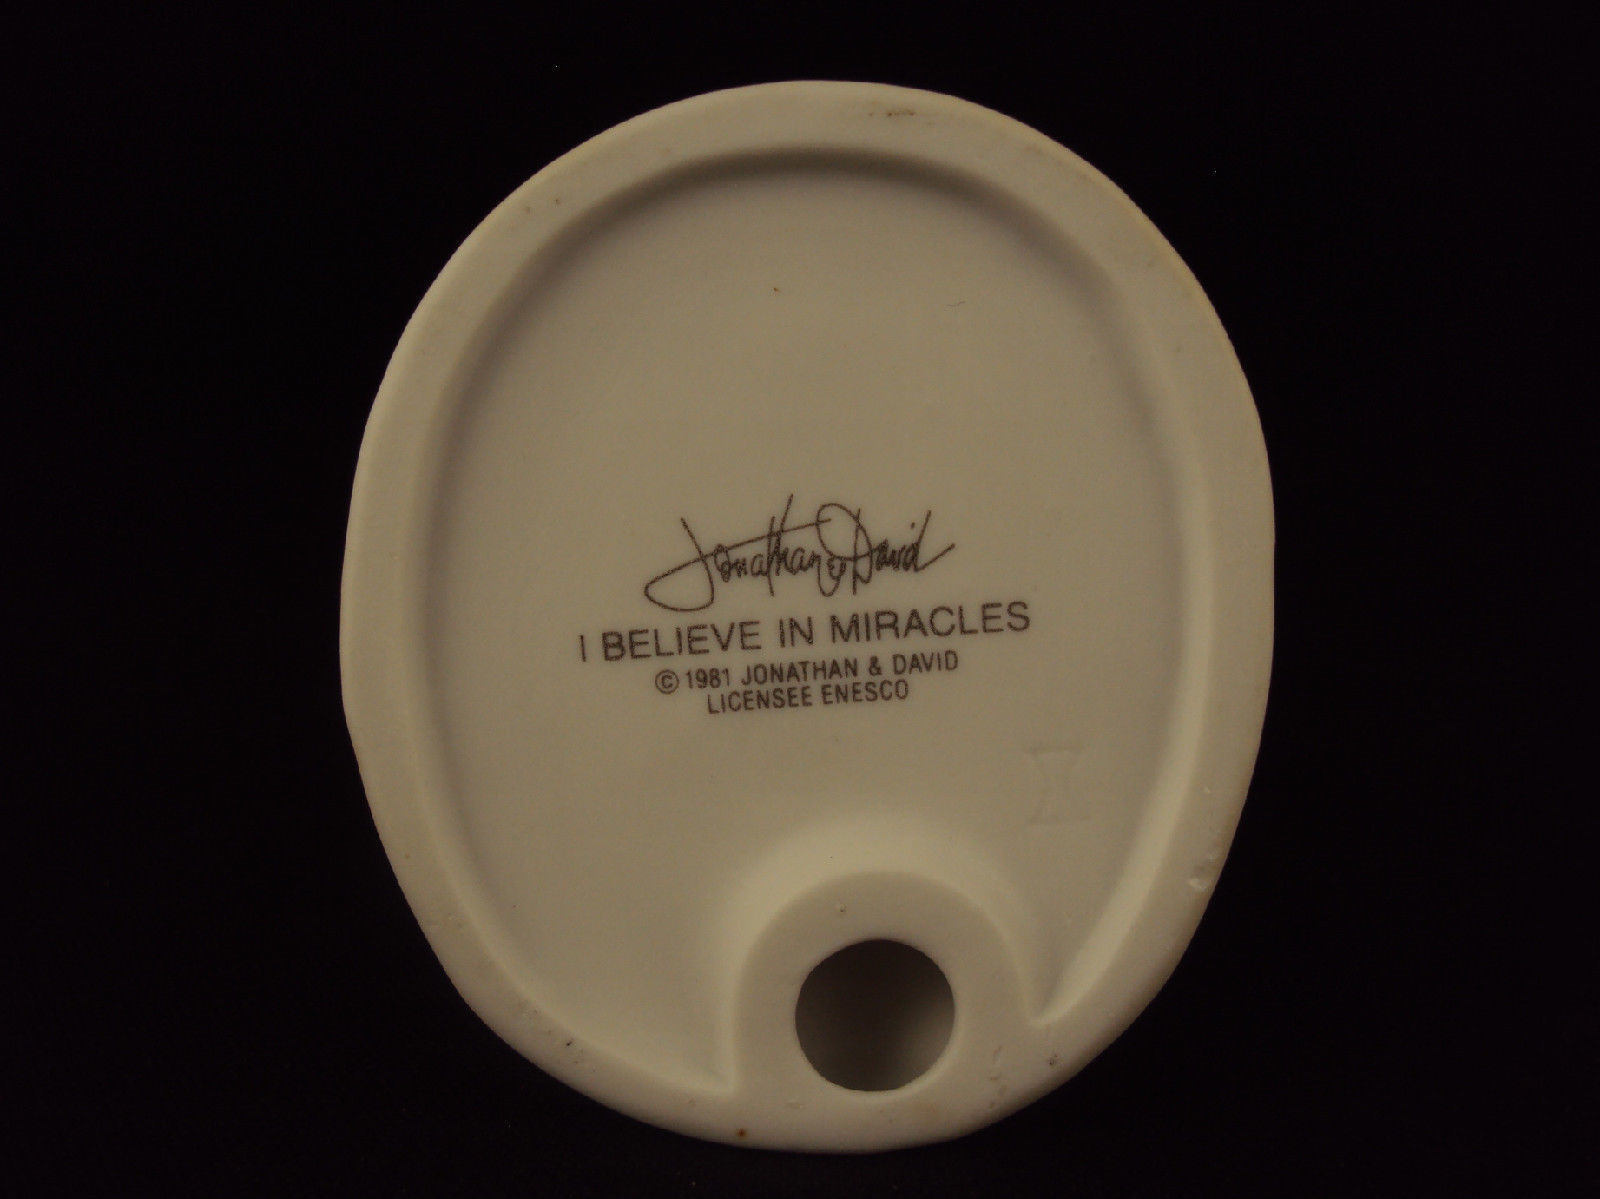 Jonathan & David
I BELIEVE IN MIRACLES
© 1981 JONATHAN & DAVID
LICENSEE ENESCO